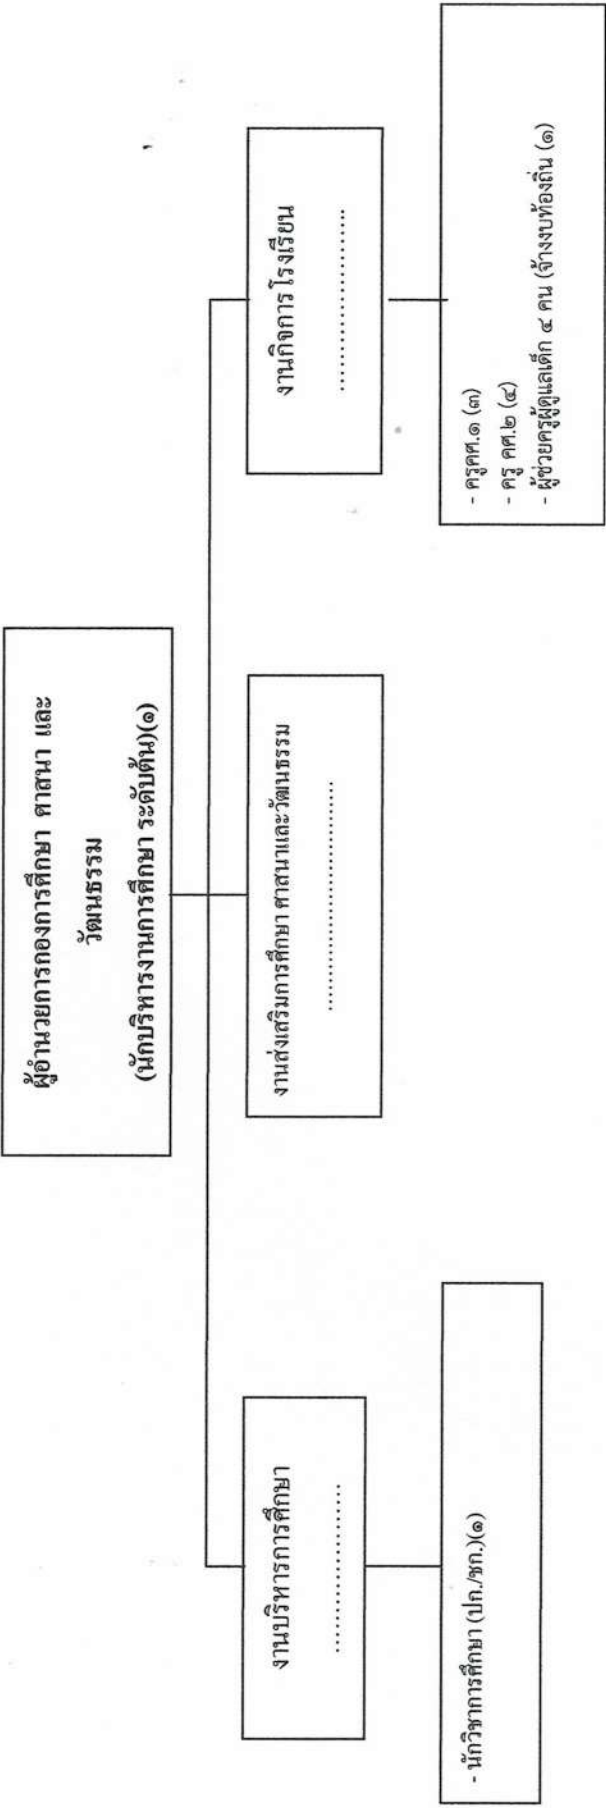 ผู้อำนวยการกองการศึกษา ศาสนา และ
วัฒนธรรม
(นักบริหารงานการศึกษา ระดับต้น)(๑)
งานบริหารการศึกษา
........................
งานส่งเสริมการศึกษา ศาสนาและวัฒนธรรม
.................................
งานกิจการโรงเรียน
..........................
- นักวิชาการศึกษา (ปก./ชก.)(๑)
- ครูคศ.๑ (๓)
- ครู คศ.๒ (๔)
- ผู้ช่วยครูผู้ดูแลเด็ก ๔ คน (จ้างงบท้องถิ่น (๑)